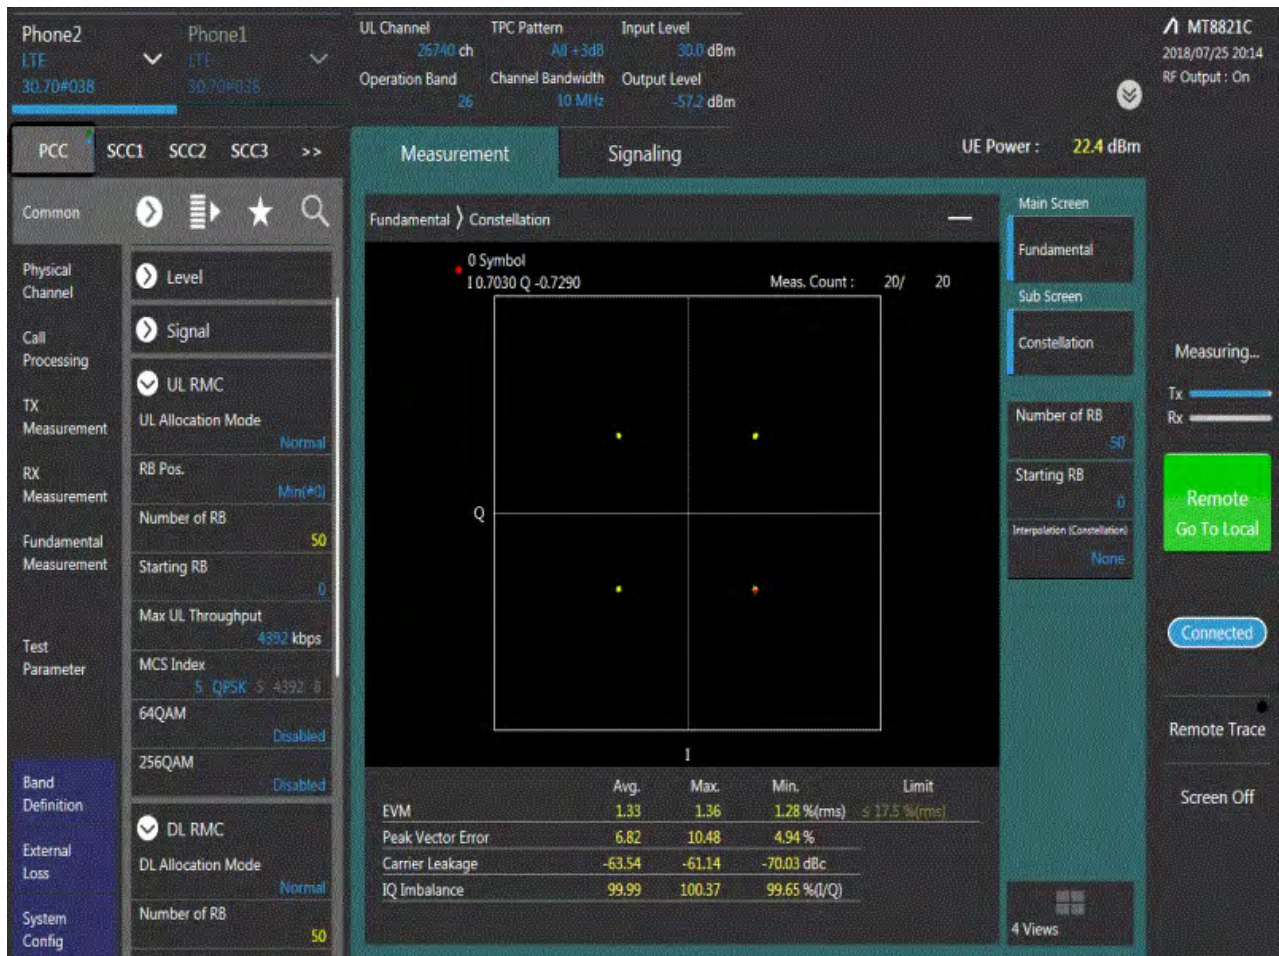 Phone2
LTE
30.70#038
Phone1
LTE
30.70#038
UL Channel
26740 ch
TPC Pattern
All +3dB
Input Level
30.0 dBm
Operation Band
26
Channel Bandwidth
10 MHz
Output Level
-57.2 dBm
MT8821C
2018/07/25 20:14
RF Output : On
PCC SCC1 SCC2 SCC3 >>
Measurement
Signaling
UE Power : 22.4 dBm
Common
Physical
Channel
Call
Processing
TX
Measurement
RX
Measurement
Fundamental
Measurement
Test
Parameter
Band
Definition
External
Loss
System
Config
Level
Signal
UL RMC
UL Allocation Mode
Normal
RB Pos.
Min(#0)
Number of RB
50
Starting RB
0
Max UL Throughput
4392 kbps
MCS Index
5 QPSK S 4392 8
64QAM
Disabled
256QAM
Disabled
DL RMC
DL Allocation Mode
Normal
Number of RB
50
Fundamental 〉 Constellation
0 Symbol
I 0.7030 Q -0.7290
Meas. Count : 20/ 20
Q
I
Avg. Max. Min. Limit
EVM 1.33 1.36 1.28 %(rms) ≤ 17.5 %(rms)
Peak Vector Error 6.82 10.48 4.94 %
Carrier Leakage -63.54 -61.14 -70.03 dBc
IQ Imbalance 99.99 100.37 99.65 %(I/Q)
Main Screen
Fundamental
Sub Screen
Constellation
Number of RB
50
Starting RB
0
Interpolation (Constellation)
None
4 Views
Measuring...
Tx
Rx
Remote
Go To Local
Connected
Remote Trace
Screen Off